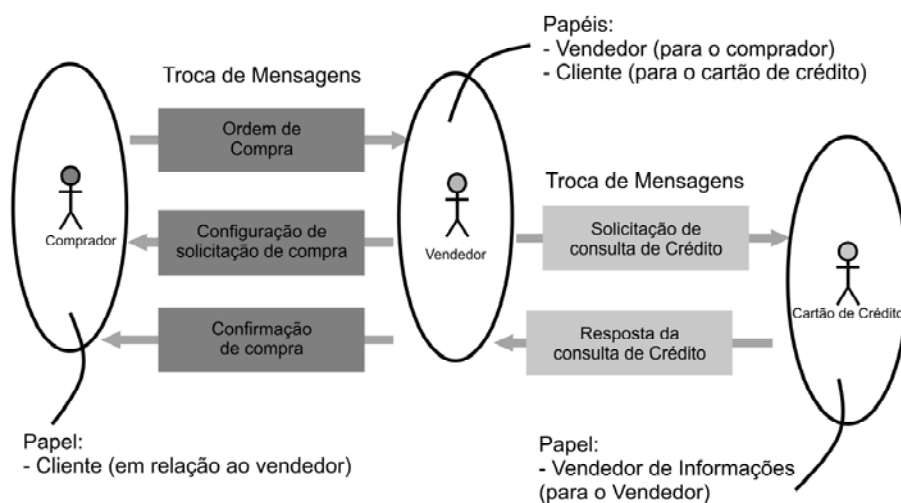 Papéis:
- Vendedor (para o comprador)
- Cliente (para o cartão de crédito)
Troca de Mensagens
Ordem de
Compra
Comprador
Configuração de
solicitação de compra
Vendedor
Confirmação
de compra
Troca de Mensagens
Solicitação de
consulta de Crédito
Cartão de Crédito
Resposta da
consulta de Crédito
Papel:
- Cliente (em relação ao vendedor)
Papel:
- Vendedor de Informações
(para o Vendedor)